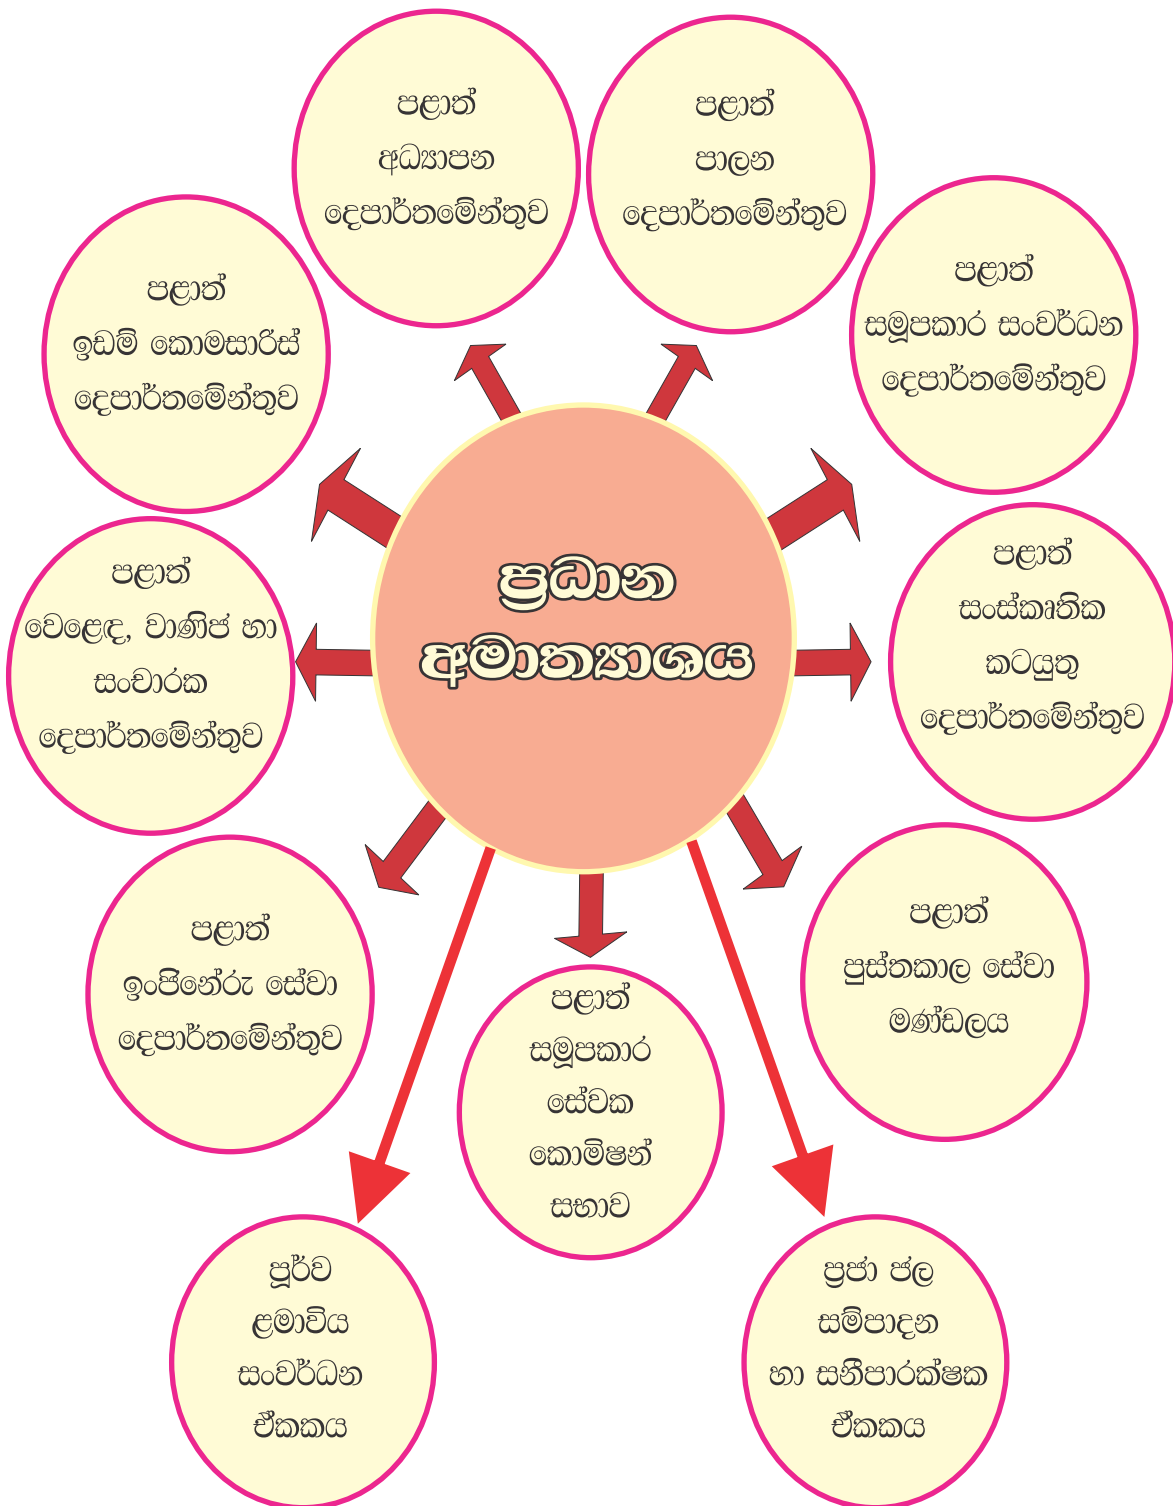 පළාත්
අධ්‍යාපන
දෙපාර්තමේන්තුව
පළාත්
පාලන
දෙපාර්තමේන්තුව
පළාත්
ඉඩම් කොමසාරිස්
දෙපාර්තමේන්තුව
පළාත්
සමූපකාර සංවර්ධන
දෙපාර්තමේන්තුව
පළාත්
වෙළෙඳ, වාණිජ හා
සංචාරක
දෙපාර්තමේන්තුව
ප්‍රධාන
අමාත්‍යාශය
පළාත්
සංස්කෘතික
කටයුතු
දෙපාර්තමේන්තුව
පළාත්
ඉංජිනේරු සේවා
දෙපාර්තමේන්තුව
පළාත්
සමූපකාර
සේවක
කොමිෂන්
සභාව
පළාත්
පුස්තකාල සේවා
මණ්ඩලය
පූර්ව
ළමාවිය
සංවර්ධන
ඒකකය
ප්‍රජා ජල
සම්පාදන
හා සනීපාරක්ෂක
ඒකකය